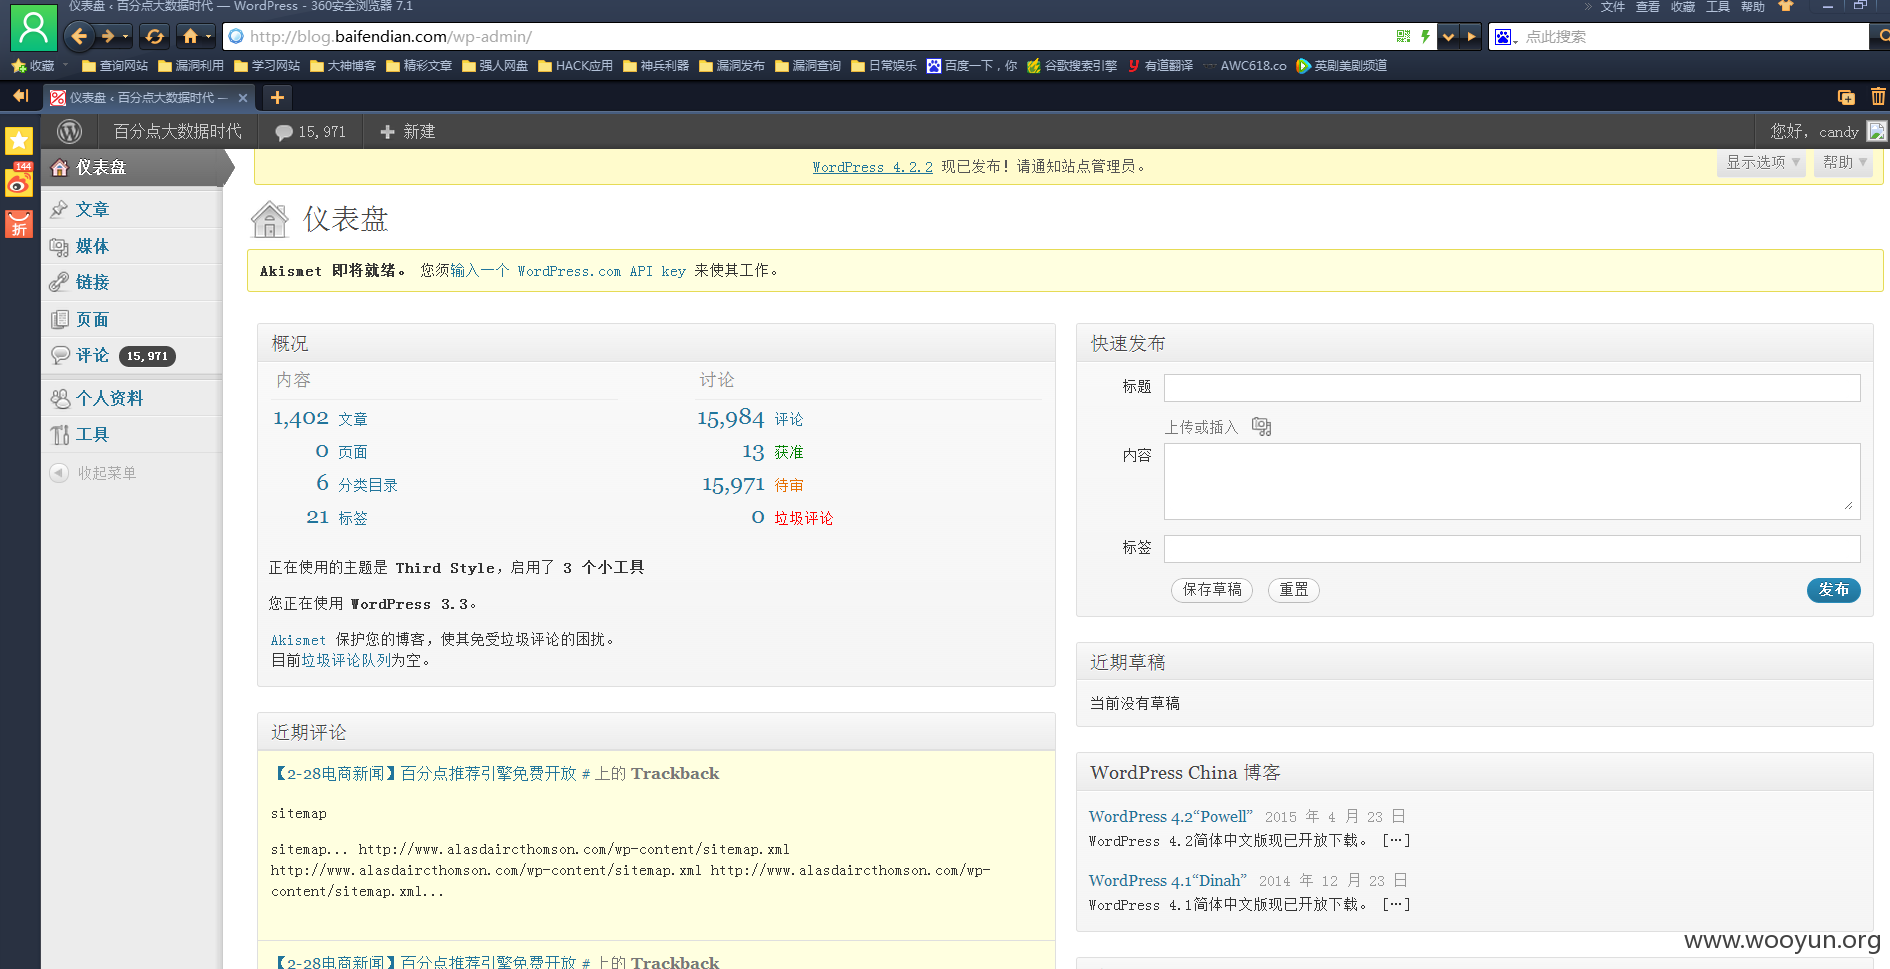 仪表盘 ‹ 百分点大数据时代 — WordPress - 360安全浏览器 7.1
» 文件 查看 收藏 工具 帮助
http://blog.baifendian.com/wp-admin/
点此搜索
收藏 查询网站 漏洞利用 学习网站 大神博客 精彩文章 强人网盘 HACK应用 神兵利器 漏洞发布 漏洞查询 日常娱乐 百度一下，你 谷歌搜索引擎 有道翻译 AWC618.co 英剧美剧频道
仪表盘 ‹ 百分点大数据时代 —
百分点大数据时代 15,971 新建
您好，candy
144
折
仪表盘
文章
媒体
链接
页面
评论 15,971
个人资料
工具
收起菜单
WordPress 4.2.2 现已发布！请通知站点管理员。
显示选项 帮助
仪表盘
Akismet 即将就绪。 您须输入一个 WordPress.com API key 来使其工作。
概况
内容 讨论
1,402 文章 15,984 评论
0 页面 13 获准
6 分类目录 15,971 待审
21 标签 0 垃圾评论
正在使用的主题是 Third Style，启用了 3 个小工具
您正在使用 WordPress 3.3。
Akismet 保护您的博客，使其免受垃圾评论的困扰。
目前垃圾评论队列为空。
近期评论
【2-28电商新闻】百分点推荐引擎免费开放 # 上的 Trackback
sitemap
sitemap... http://www.alasdaircthomson.com/wp-content/sitemap.xml
http://www.alasdaircthomson.com/wp-content/sitemap.xml http://www.alasdaircthomson.com/wp-
content/sitemap.xml...
【2-28电商新闻】百分点推荐引擎免费开放 # 上的 Trackback
快速发布
标题
上传或插入
内容
标签
保存草稿 重置 发布
近期草稿
当前没有草稿
WordPress China 博客
WordPress 4.2“Powell” 2015 年 4 月 23 日
WordPress 4.2简体中文版现已开放下载。 […]
WordPress 4.1“Dinah” 2014 年 12 月 23 日
WordPress 4.1简体中文版现已开放下载。 […]
www.wooyun.org